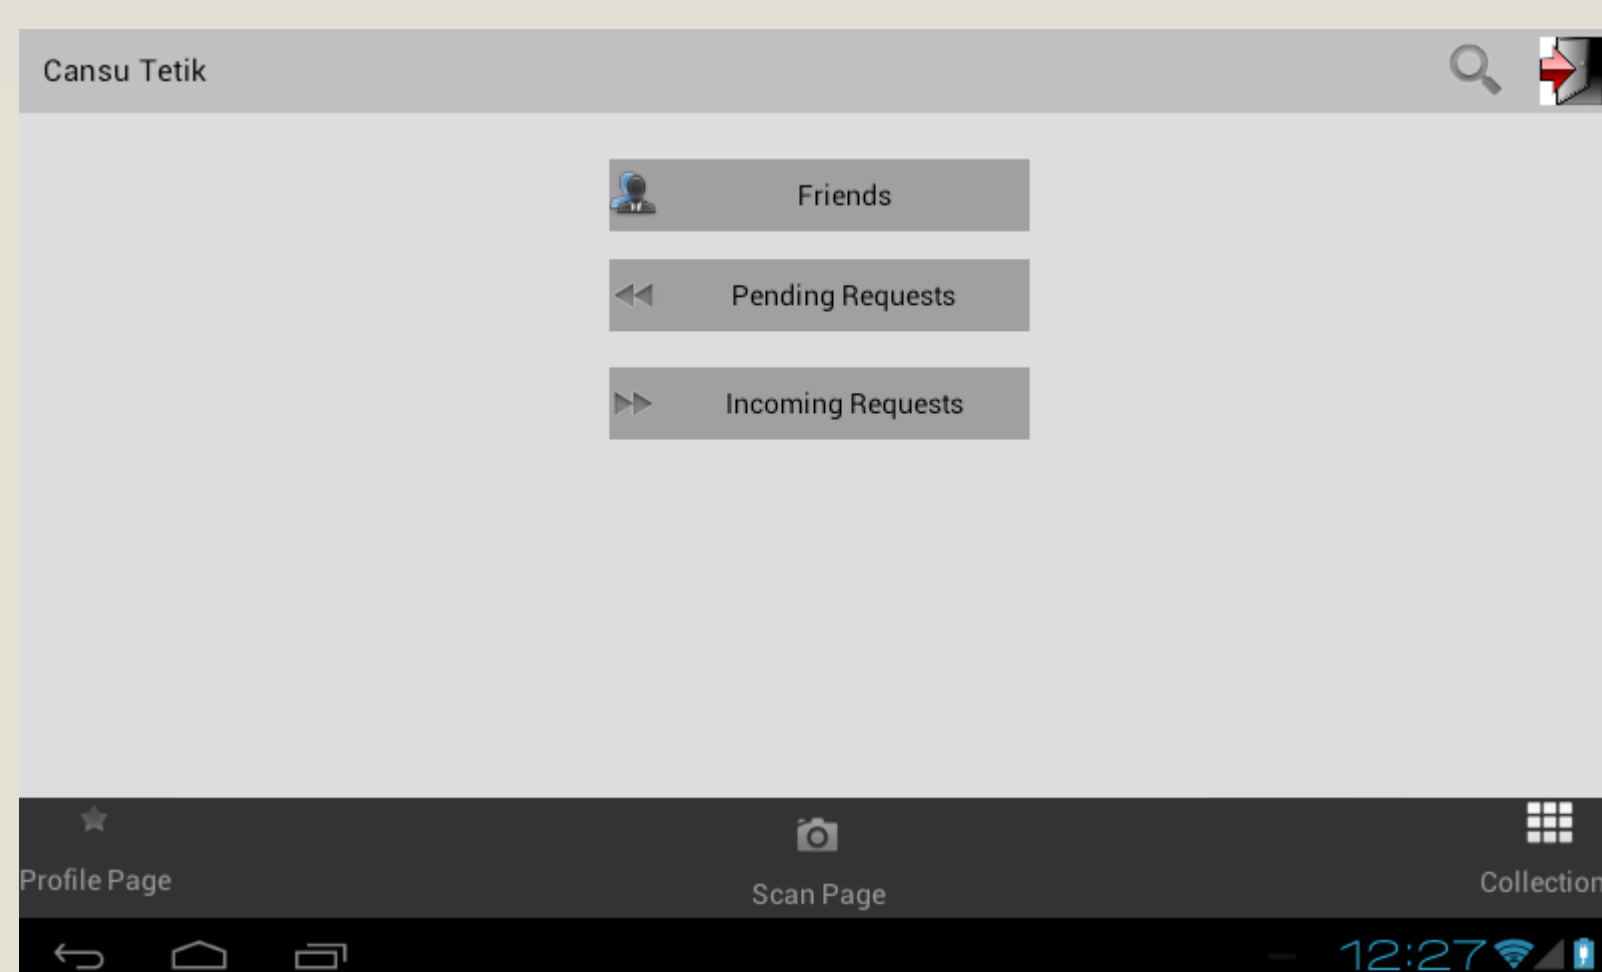 Cansu Tetik
Friends
Pending Requests
Incoming Requests
Profile Page
Scan Page
Collection
12:27